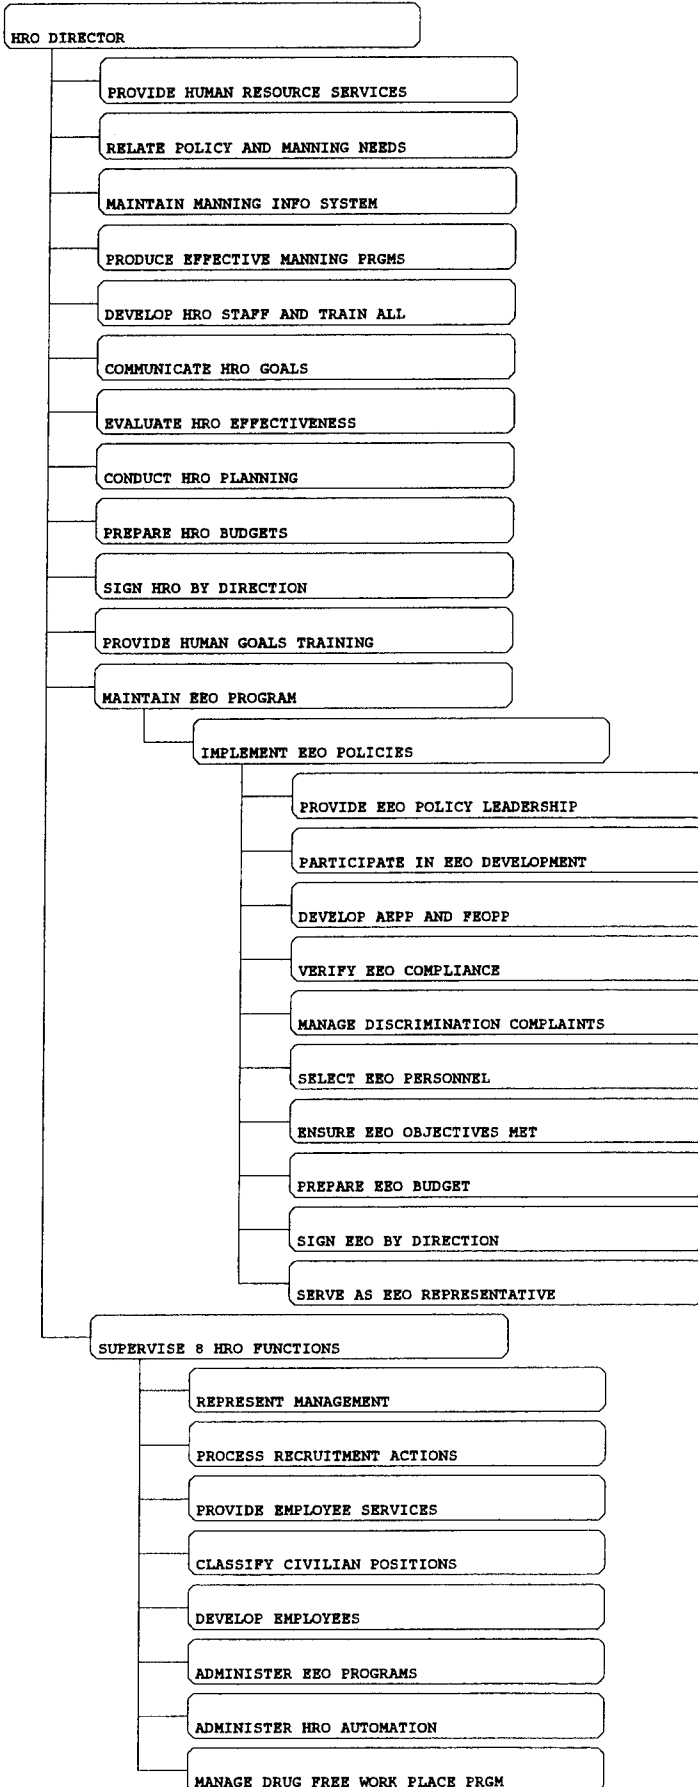 HRO DIRECTOR
PROVIDE HUMAN RESOURCE SERVICES
RELATE POLICY AND MANNING NEEDS
MAINTAIN MANNING INFO SYSTEM
PRODUCE EFFECTIVE MANNING PRGMS
DEVELOP HRO STAFF AND TRAIN ALL
COMMUNICATE HRO GOALS
EVALUATE HRO EFFECTIVENESS
CONDUCT HRO PLANNING
PREPARE HRO BUDGETS
SIGN HRO BY DIRECTION
PROVIDE HUMAN GOALS TRAINING
MAINTAIN EEO PROGRAM
IMPLEMENT EEO POLICIES
PROVIDE EEO POLICY LEADERSHIP
PARTICIPATE IN EEO DEVELOPMENT
DEVELOP AEPP AND FEOPP
VERIFY EEO COMPLIANCE
MANAGE DISCRIMINATION COMPLAINTS
SELECT EEO PERSONNEL
ENSURE EEO OBJECTIVES MET
PREPARE EEO BUDGET
SIGN EEO BY DIRECTION
SERVE AS EEO REPRESENTATIVE
SUPERVISE 8 HRO FUNCTIONS
REPRESENT MANAGEMENT
PROCESS RECRUITMENT ACTIONS
PROVIDE EMPLOYEE SERVICES
CLASSIFY CIVILIAN POSITIONS
DEVELOP EMPLOYEES
ADMINISTER EEO PROGRAMS
ADMINISTER HRO AUTOMATION
MANAGE DRUG FREE WORK PLACE PRGM